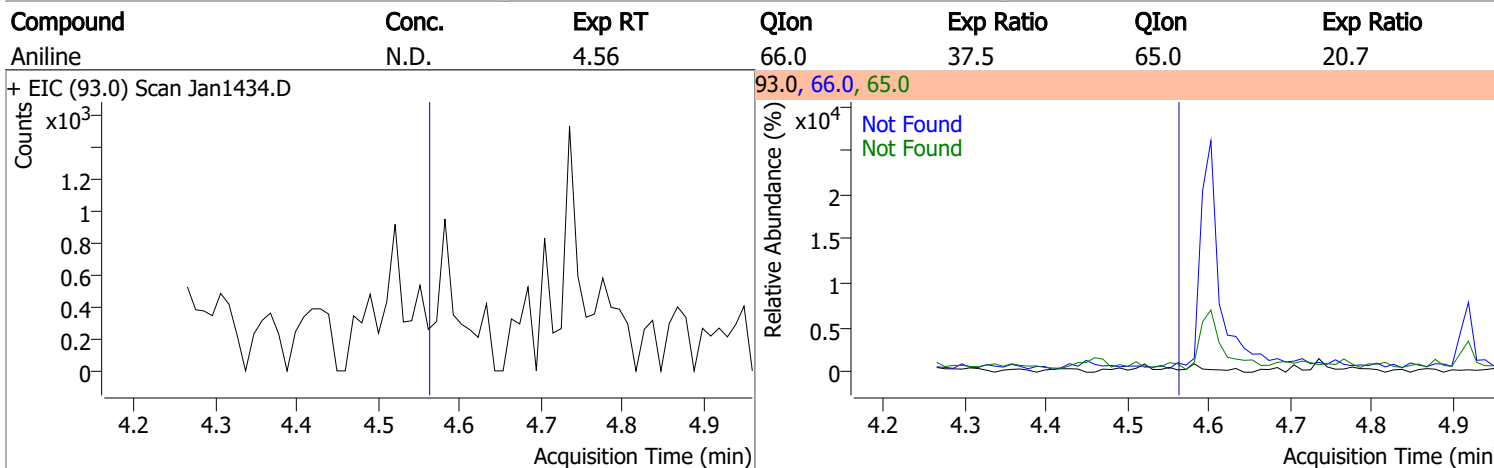 Compound Conc. Exp RT QIon Exp Ratio QIon Exp Ratio
Aniline N.D. 4.56 66.0 37.5 65.0 20.7
+ EIC (93.0) Scan Jan1434.D
Counts
x10³
1.2
1
0.8
0.6
0.4
0.2
0
4.2 4.3 4.4 4.5 4.6 4.7 4.8 4.9
Acquisition Time (min)
93.0, 66.0, 65.0
Relative Abundance (%)
x10⁴
Not Found
Not Found
2
1.5
1
0.5
0
4.2 4.3 4.4 4.5 4.6 4.7 4.8 4.9
Acquisition Time (min